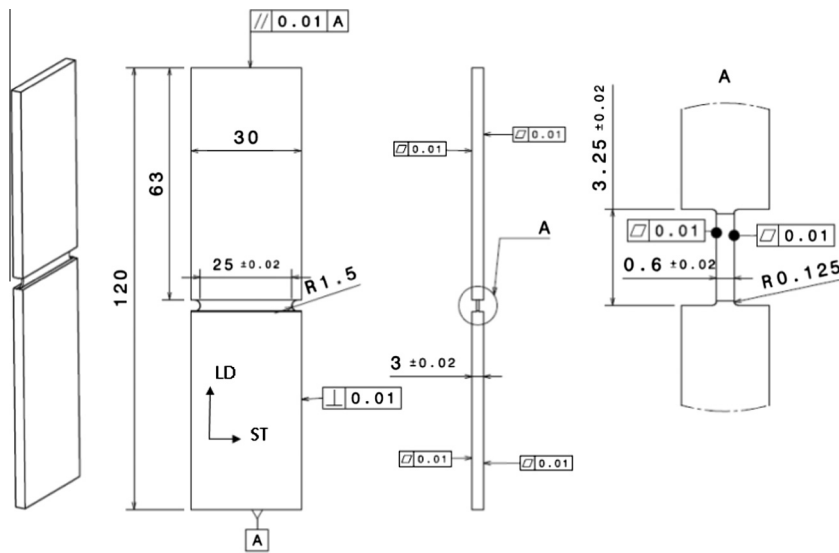 // 0.01 A
A
30
▱ 0.01
▱ 0.01
3.25 ±0.02
63
A
▱ 0.01
▱ 0.01
25 ±0.02
0.6 ±0.02
R0.125
R1.5
120
3 ±0.02
LD
⊥ 0.01
ST
▱ 0.01
▱ 0.01
A